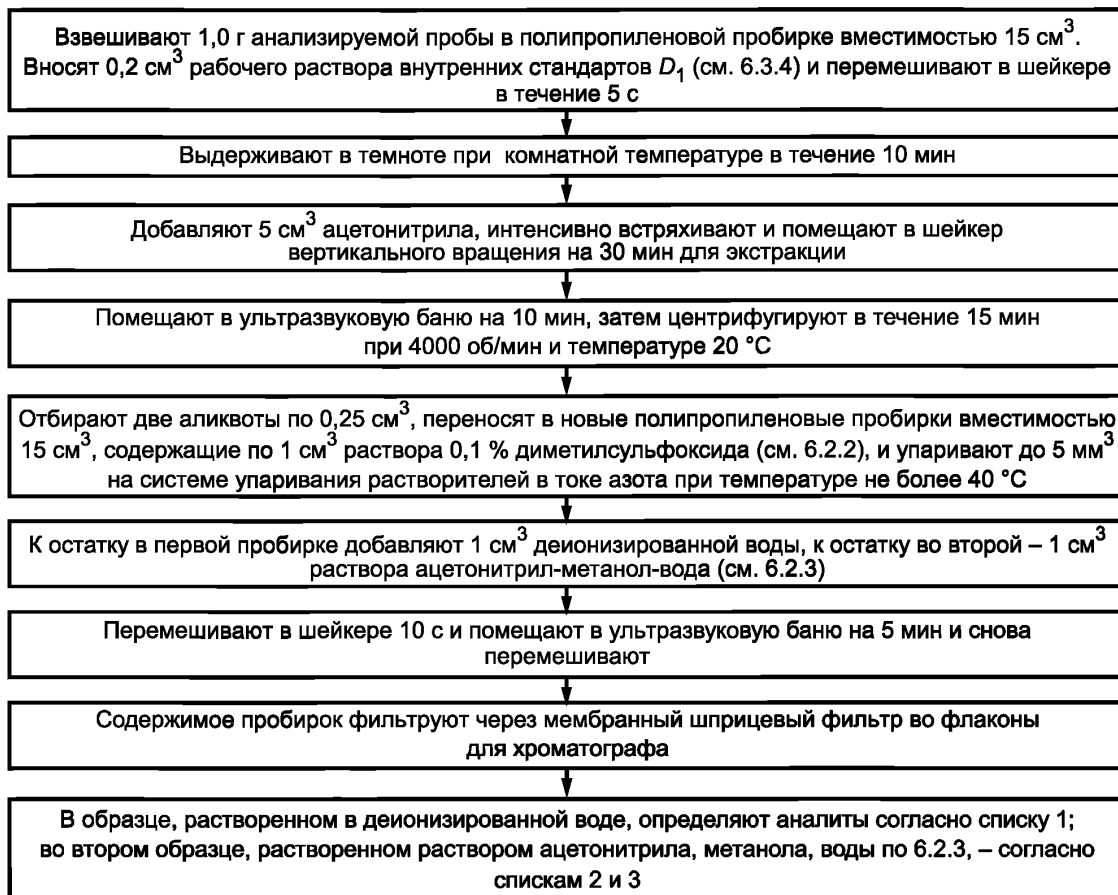 Взвешивают 1,0 г анализируемой пробы в полипропиленовой пробирке вместимостью 15 см³.
Вносят 0,2 см³ рабочего раствора внутренних стандартов D₁ (см. 6.3.4) и перемешивают в шейкере
в течение 5 с
Выдерживают в темноте при комнатной температуре в течение 10 мин
Добавляют 5 см³ ацетонитрила, интенсивно встряхивают и помещают в шейкер
вертикального вращения на 30 мин для экстракции
Помещают в ультразвуковую баню на 10 мин, затем центрифугируют в течение 15 мин
при 4000 об/мин и температуре 20 °С
Отбирают две аликвоты по 0,25 см³, переносят в новые полипропиленовые пробирки вместимостью
15 см³, содержащие по 1 см³ раствора 0,1 % диметилсульфоксида (см. 6.2.2), и упаривают до 5 мм³
на системе упаривания растворителей в токе азота при температуре не более 40 °С
К остатку в первой пробирке добавляют 1 см³ деионизированной воды, к остатку во второй – 1 см³
раствора ацетонитрил-метанол-вода (см. 6.2.3)
Перемешивают в шейкере 10 с и помещают в ультразвуковую баню на 5 мин и снова
перемешивают
Содержимое пробирок фильтруют через мембранный шприцевый фильтр во флаконы
для хроматографа
В образце, растворенном в деионизированной воде, определяют аналиты согласно списку 1;
во втором образце, растворенном раствором ацетонитрила, метанола, воды по 6.2.3, – согласно
спискам 2 и 3